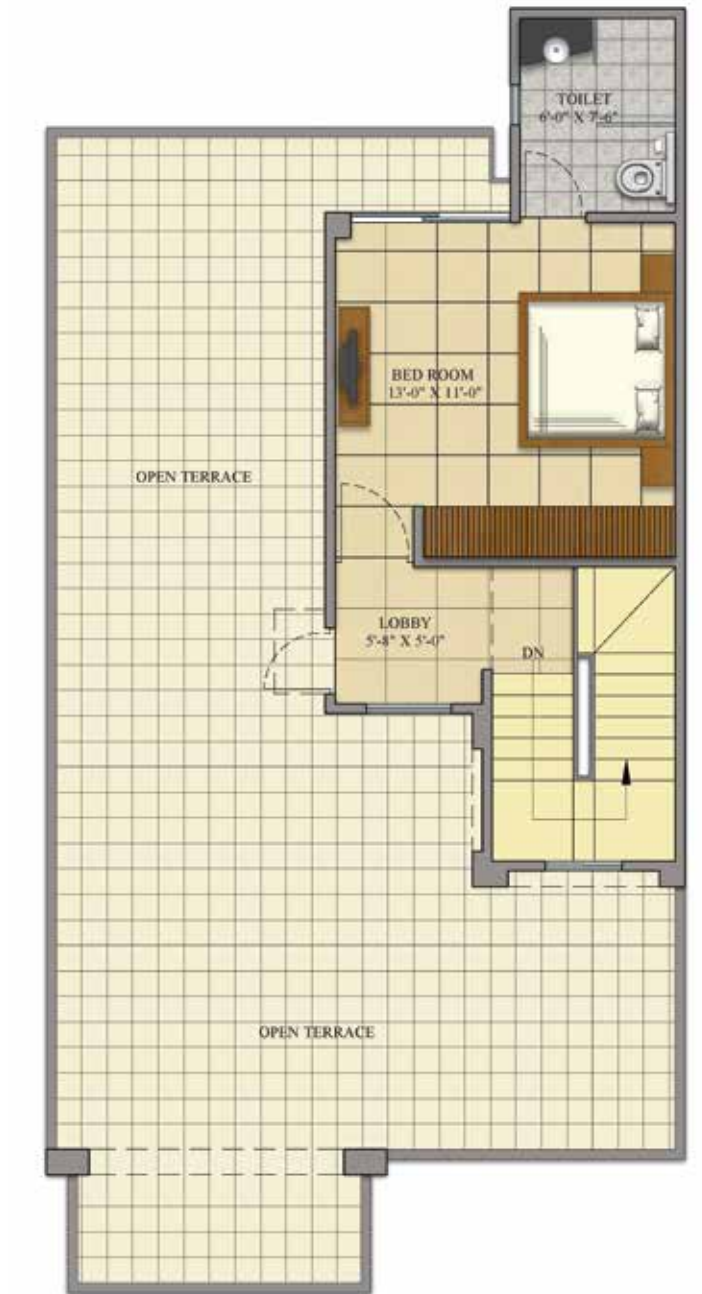 TOILET
6'-0" X 7'-6"
BED ROOM
13'-0" X 11'-0"
OPEN TERRACE
LOBBY
5'-8" X 5'-0"
DN
OPEN TERRACE